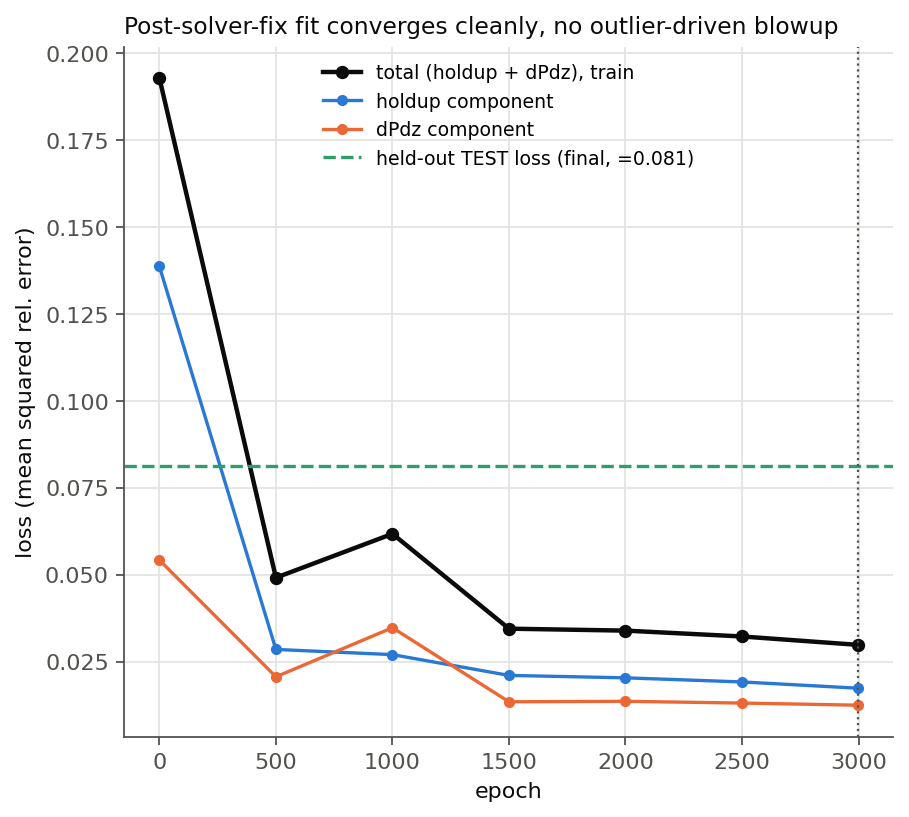 Post-solver-fix fit converges cleanly, no outlier-driven blowup
total (holdup + dPdz), train
holdup component
dPdz component
held-out TEST loss (final, =0.081)
loss (mean squared rel. error)
0.200
0.175
0.150
0.125
0.100
0.075
0.050
0.025
0 500 1000 1500 2000 2500 3000
epoch